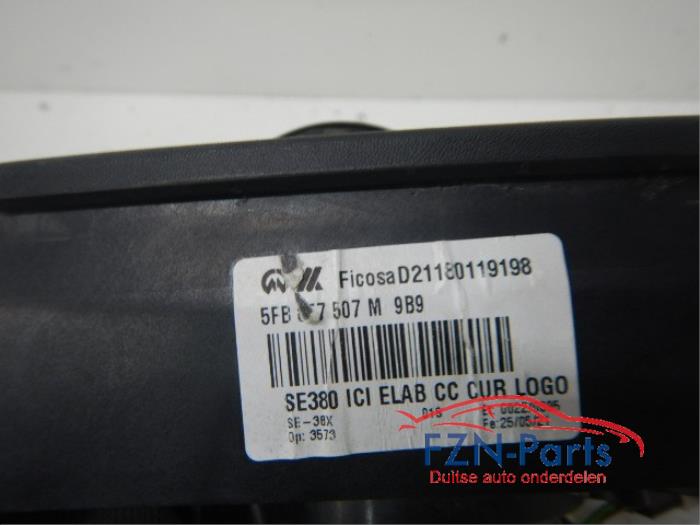 Ficosa D21180119198
5FB 857 507 M 9B9
SE380 ICI ELAB CC CUR LOGO
SE-38X
Op: 3573
FZN-Parts
Duitse auto onderdelen